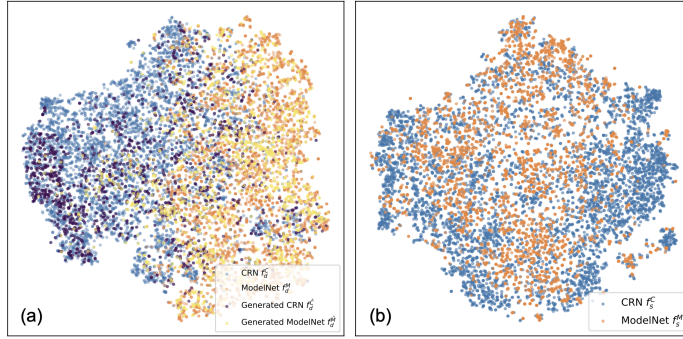 (a)
CRN f_d^C
ModelNet f_d^M
Generated CRN f_d^Ĉ
Generated ModelNet f_d^M̂
(b)
CRN f_s^C
ModelNet f_s^M